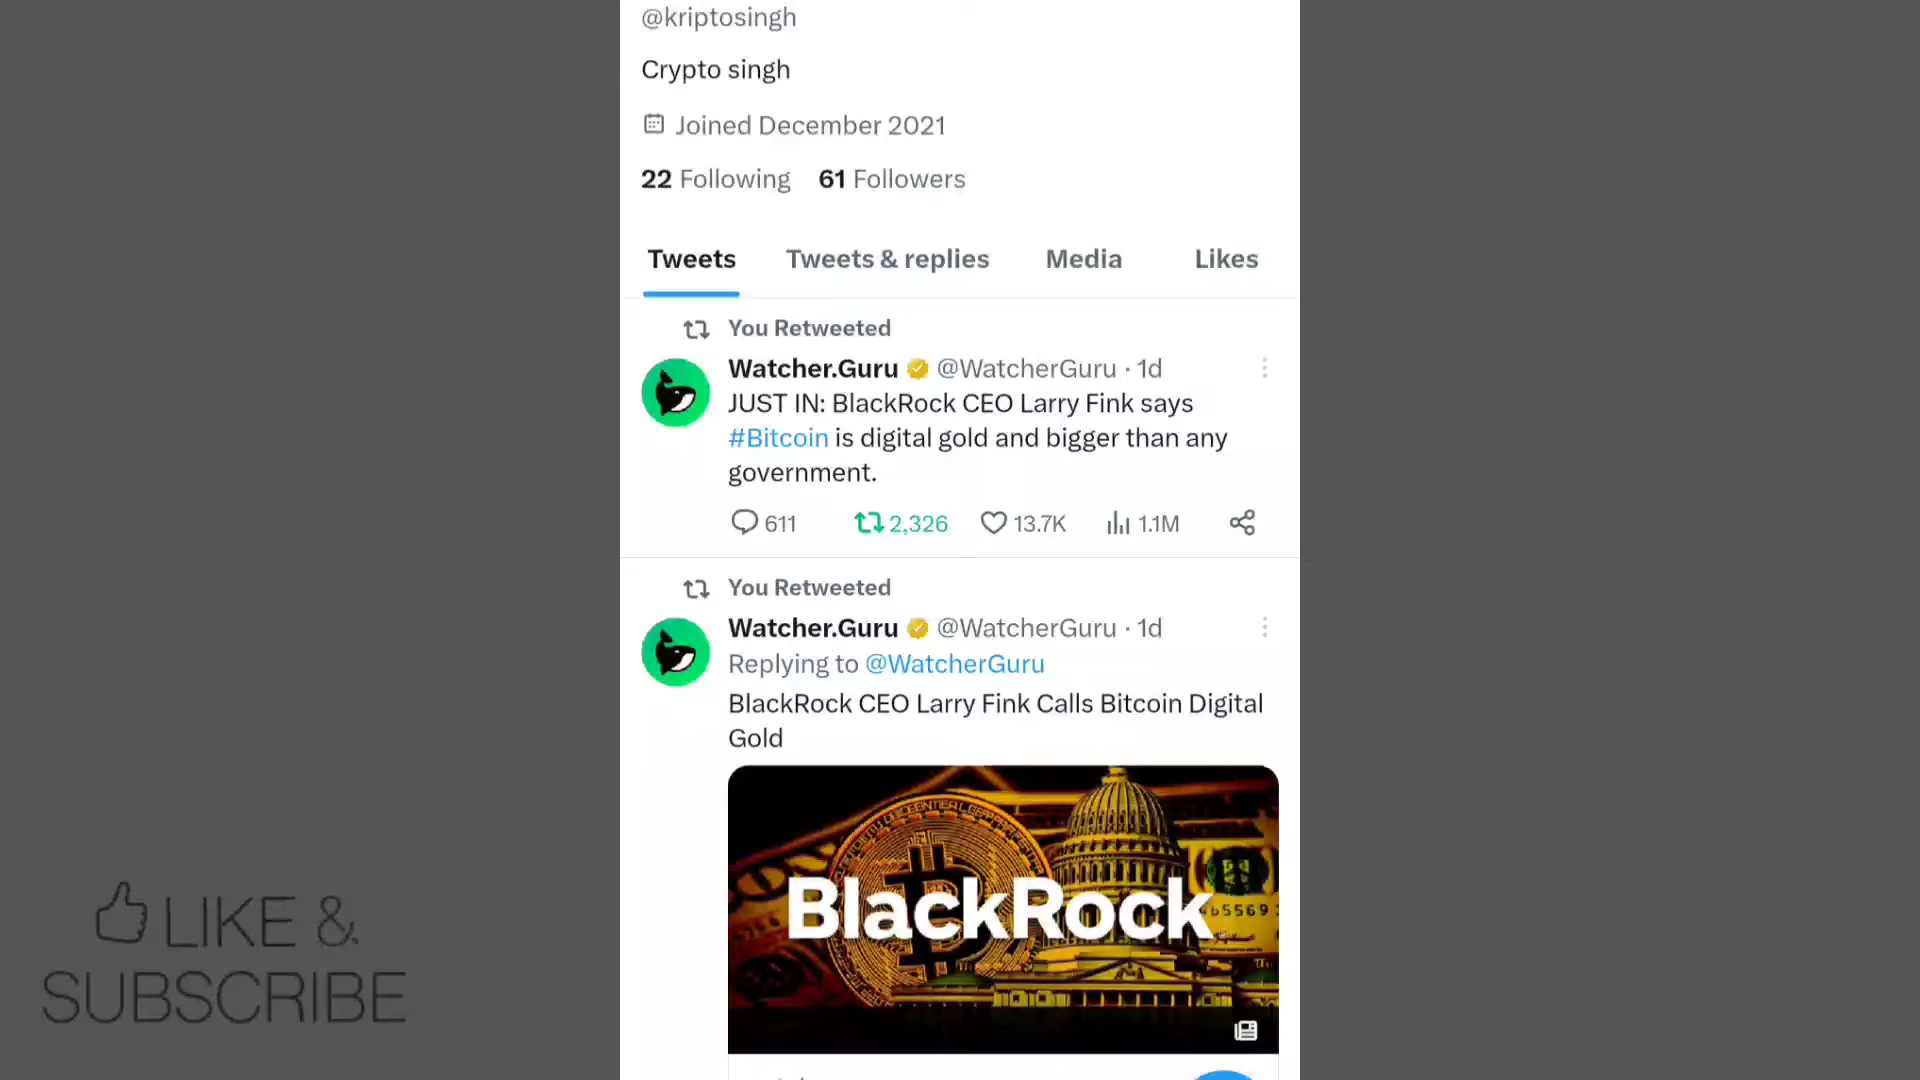 @kriptosingh
Crypto singh
Joined December 2021
22 Following 61 Followers
Tweets Tweets & replies Media Likes
You Retweeted
Watcher.Guru @WatcherGuru · 1d
JUST IN: BlackRock CEO Larry Fink says
#Bitcoin is digital gold and bigger than any
government.
611 2,326 13.7K 1.1M
You Retweeted
Watcher.Guru @WatcherGuru · 1d
Replying to @WatcherGuru
BlackRock CEO Larry Fink Calls Bitcoin Digital
Gold
BlackRock
LIKE &
SUBSCRIBE